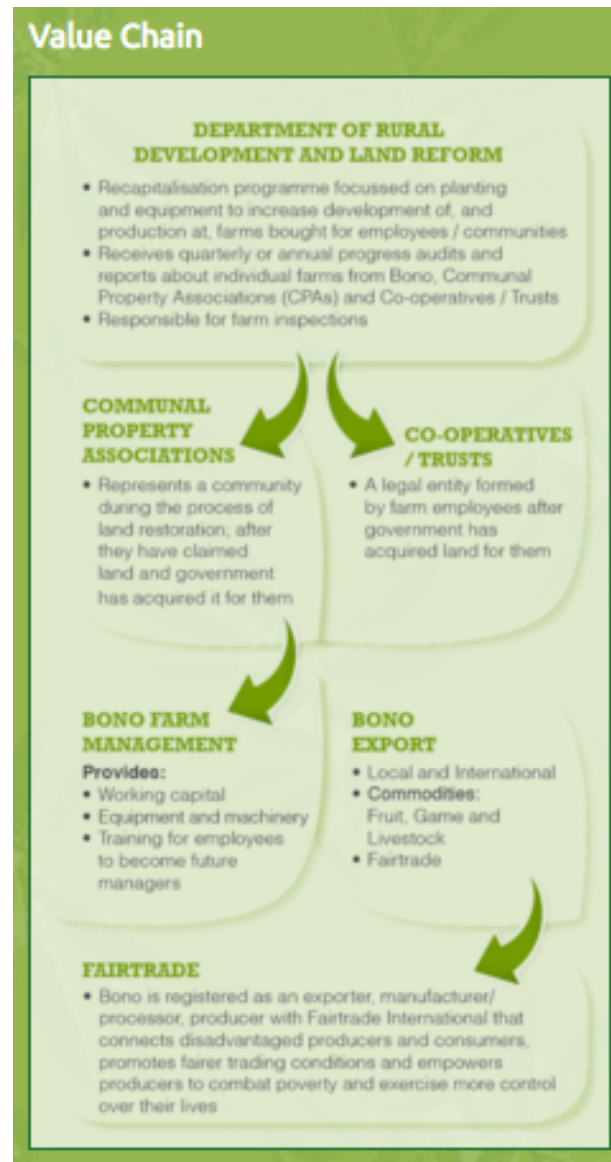 Value Chain
DEPARTMENT OF RURAL
DEVELOPMENT AND LAND REFORM
• Recapitalisation programme focussed on planting
and equipment to increase development of, and
production at, farms bought for employees / communities
• Receives quarterly or annual progress audits and
reports about individual farms from Bono, Communal
Property Associations (CPAs) and Co-operatives / Trusts
• Responsible for farm inspections
COMMUNAL
PROPERTY
ASSOCIATIONS
• Represents a community
during the process of
land restoration; after
they have claimed
land and government
has acquired it for them
CO-OPERATIVES
/ TRUSTS
• A legal entity formed
by farm employees after
government has
acquired land for them
BONO FARM
MANAGEMENT
Provides:
• Working capital
• Equipment and machinery
• Training for employees
to become future
managers
BONO
EXPORT
• Local and International
• Commodities:
Fruit, Game and
Livestock
• Fairtrade
FAIRTRADE
• Bono is registered as an exporter, manufacturer/
processor, producer with Fairtrade International that
connects disadvantaged producers and consumers,
promotes fairer trading conditions and empowers
producers to combat poverty and exercise more control
over their lives